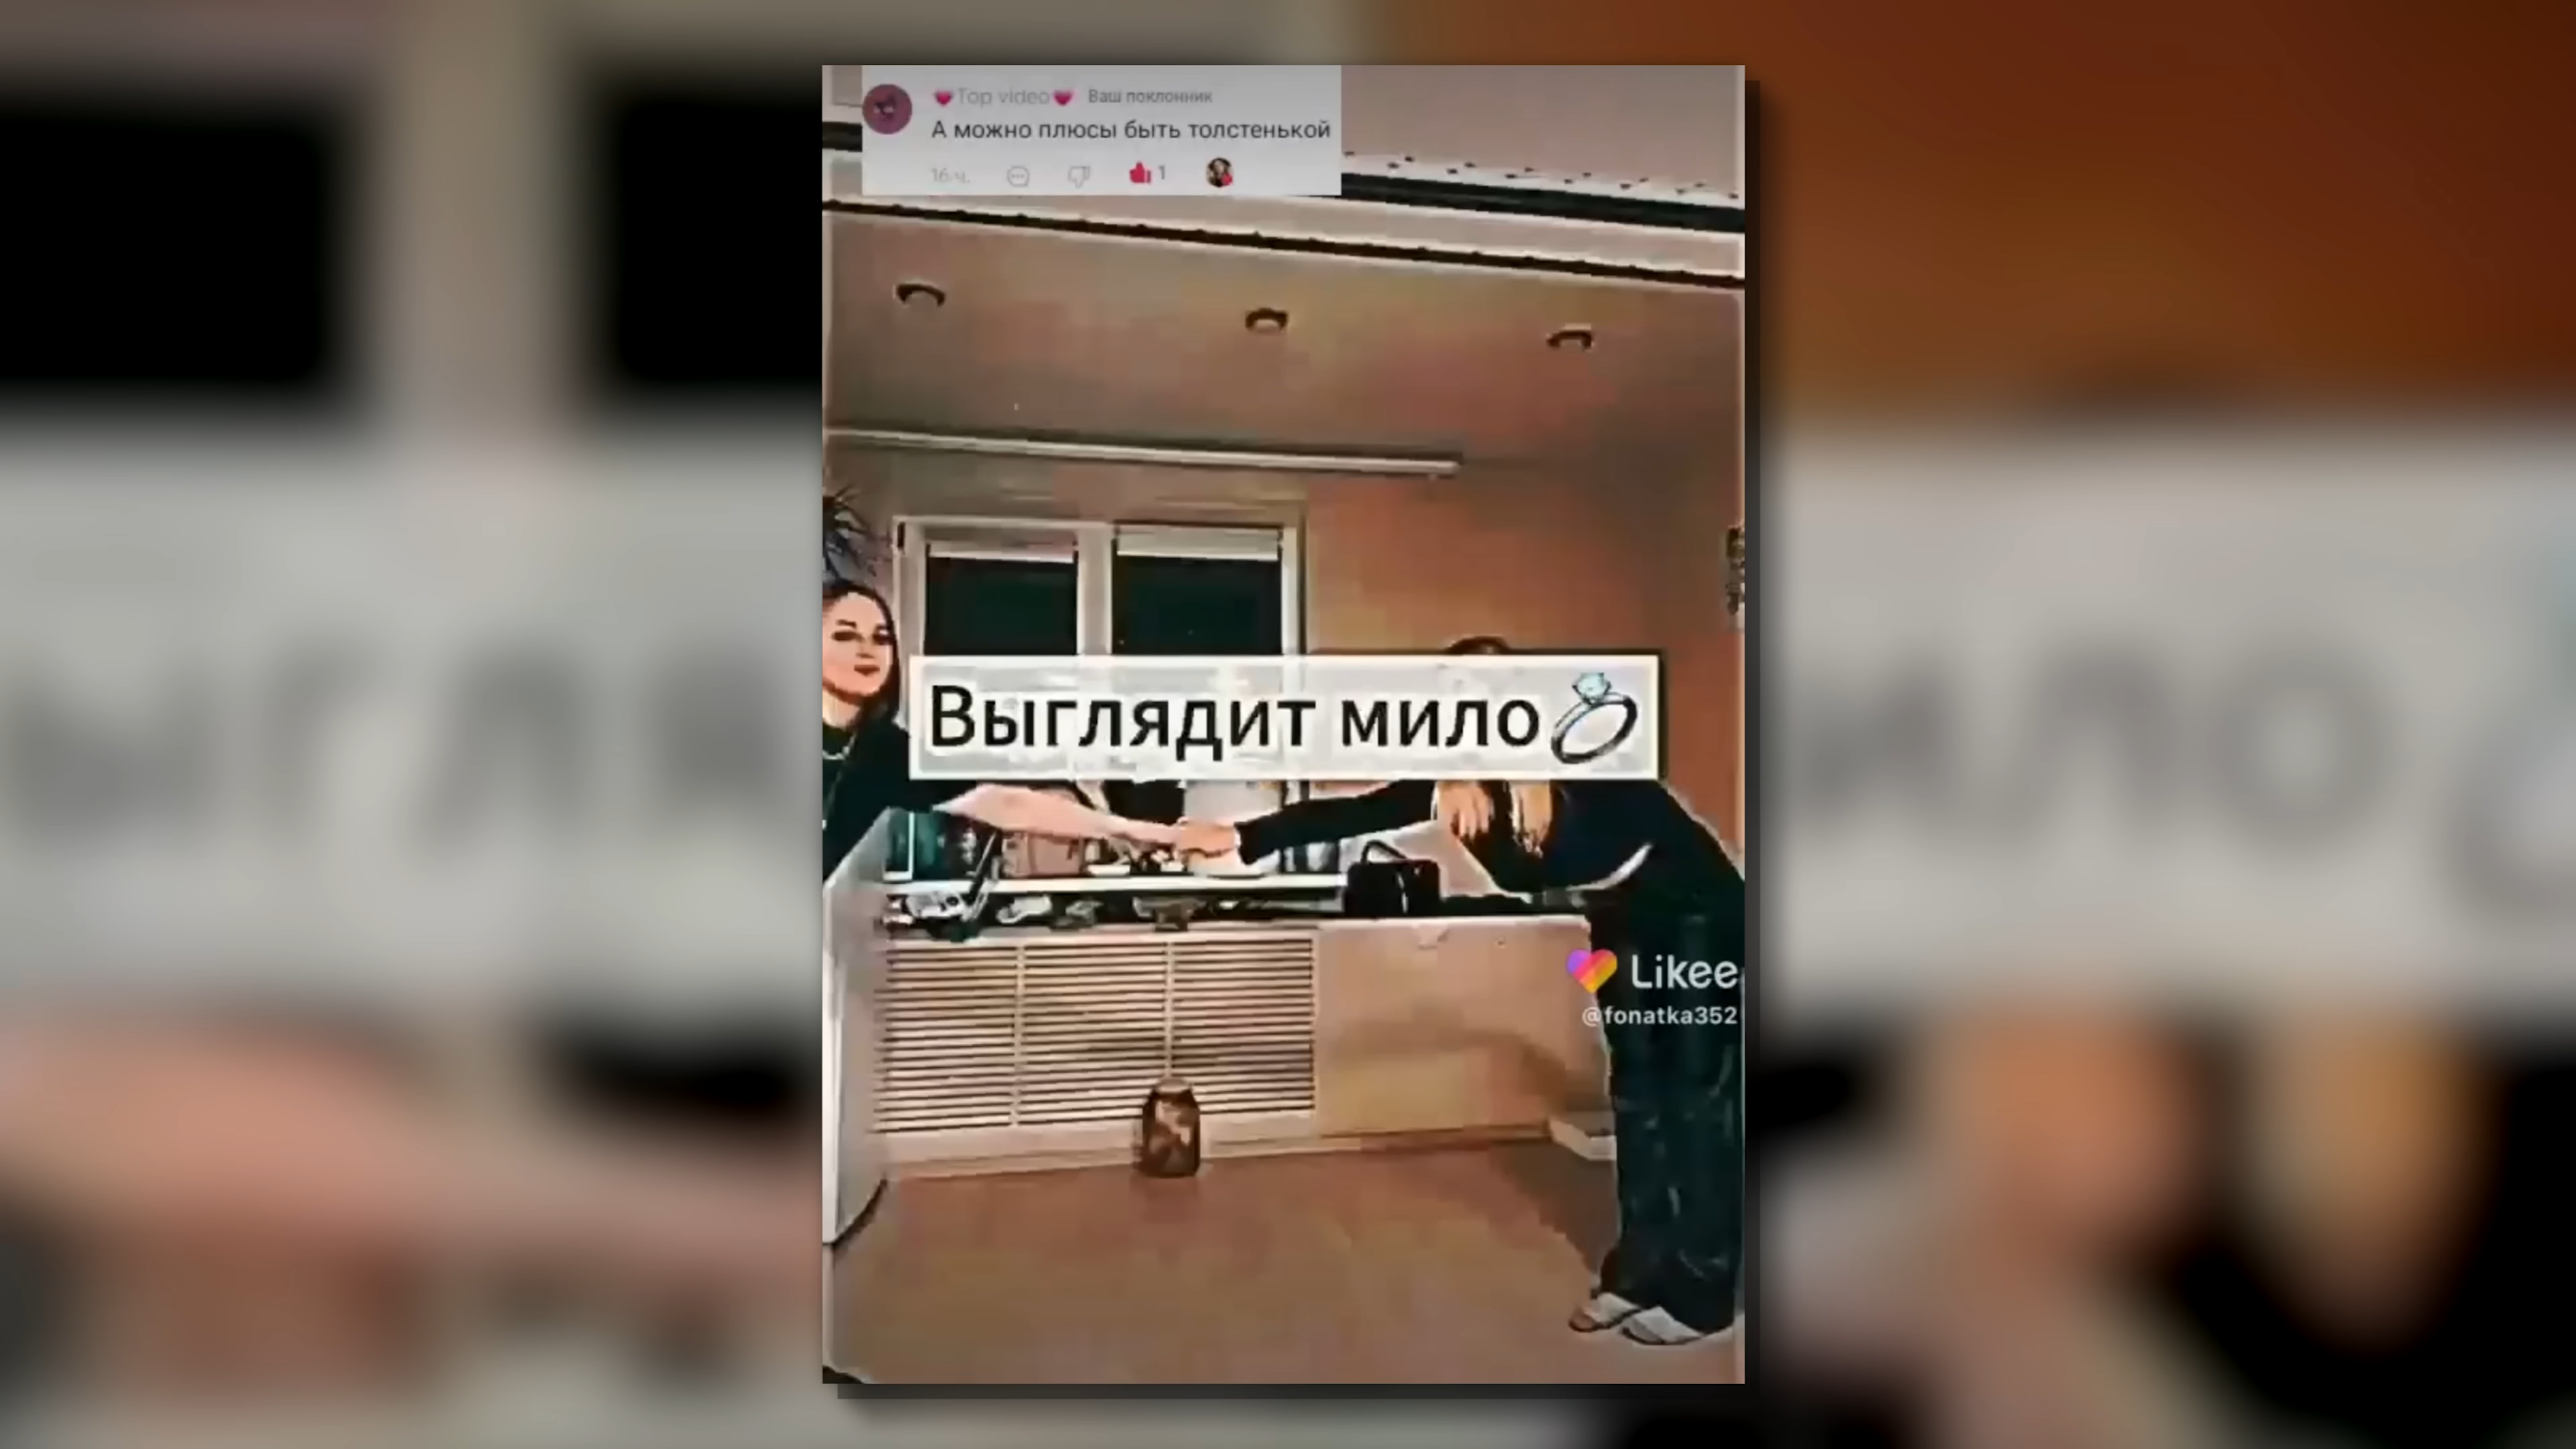 💗Top video💗 Ваш поклонник
А можно плюсы быть толстенькой
16 ч.
1
Выглядит мило💍
Likee
@fonatka352